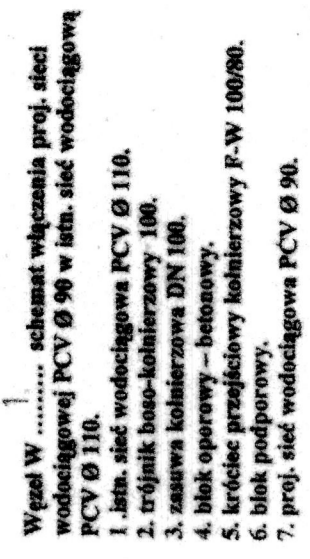 Węzeł W ........1 schemat włączenia proj. sieci
wodociągowej PCV Ø 90 w istn. sieć wodociągową
PCV Ø 110.
1 .istn. sieć wodociągowa PCV Ø 110.
2. trójnik boso-kołnierzowy 100.
3. zasuwa kołnierzowa DN 100.
4. blok oporowy – betonowy.
5. króciec przejściowy kołnierzowy F-W 100/80.
6. blok podporowy.
7. proj. sieć wodociągowa PCV Ø 90.